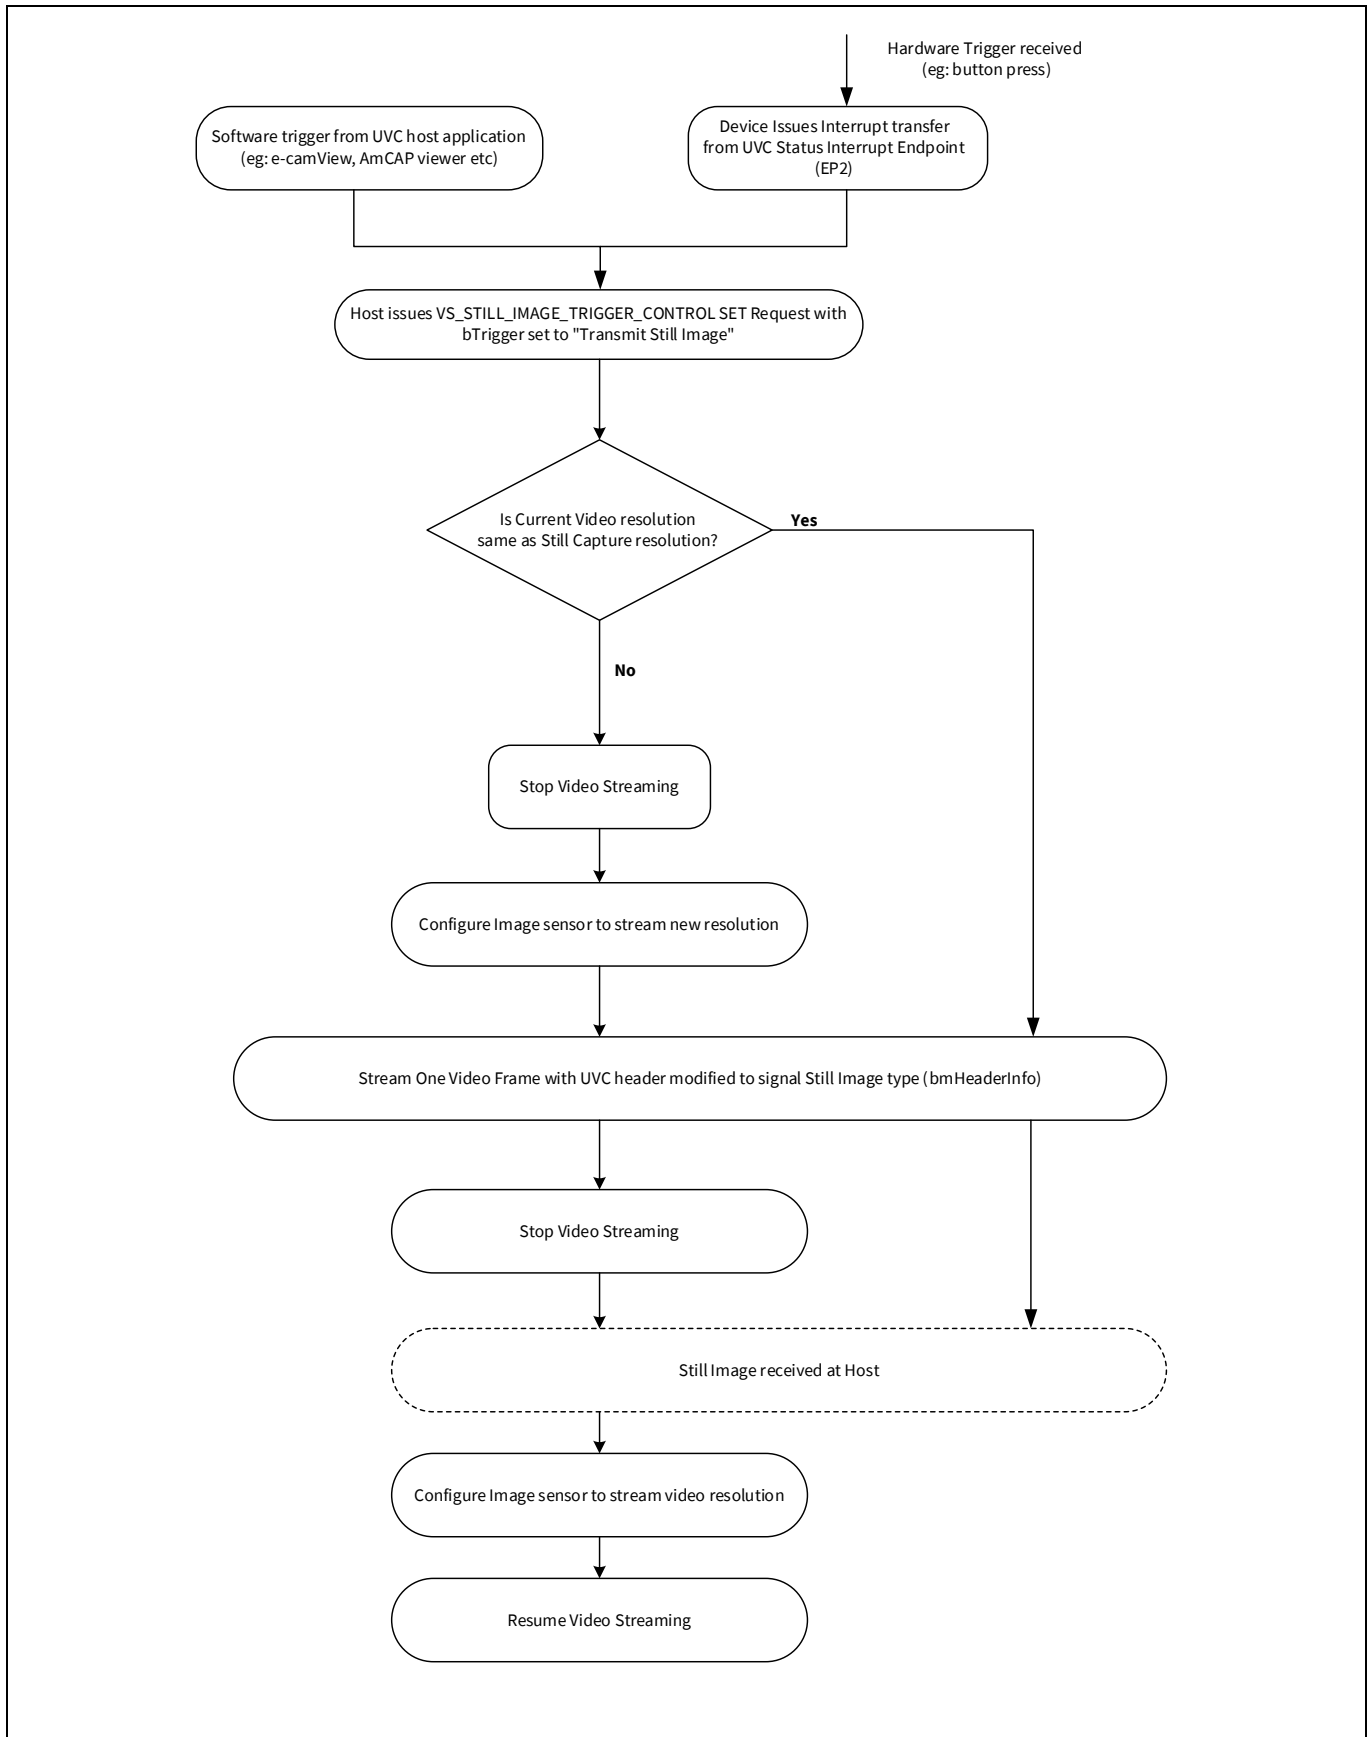 Hardware Trigger received
(eg: button press)
Software trigger from UVC host application
(eg: e-camView, AmCAP viewer etc)
Device Issues Interrupt transfer
from UVC Status Interrupt Endpoint
(EP2)
Host issues VS_STILL_IMAGE_TRIGGER_CONTROL SET Request with
bTrigger set to "Transmit Still Image"
Is Current Video resolution
same as Still Capture resolution?
Yes
No
Stop Video Streaming
Configure Image sensor to stream new resolution
Stream One Video Frame with UVC header modified to signal Still Image type (bmHeaderInfo)
Stop Video Streaming
Still Image received at Host
Configure Image sensor to stream video resolution
Resume Video Streaming